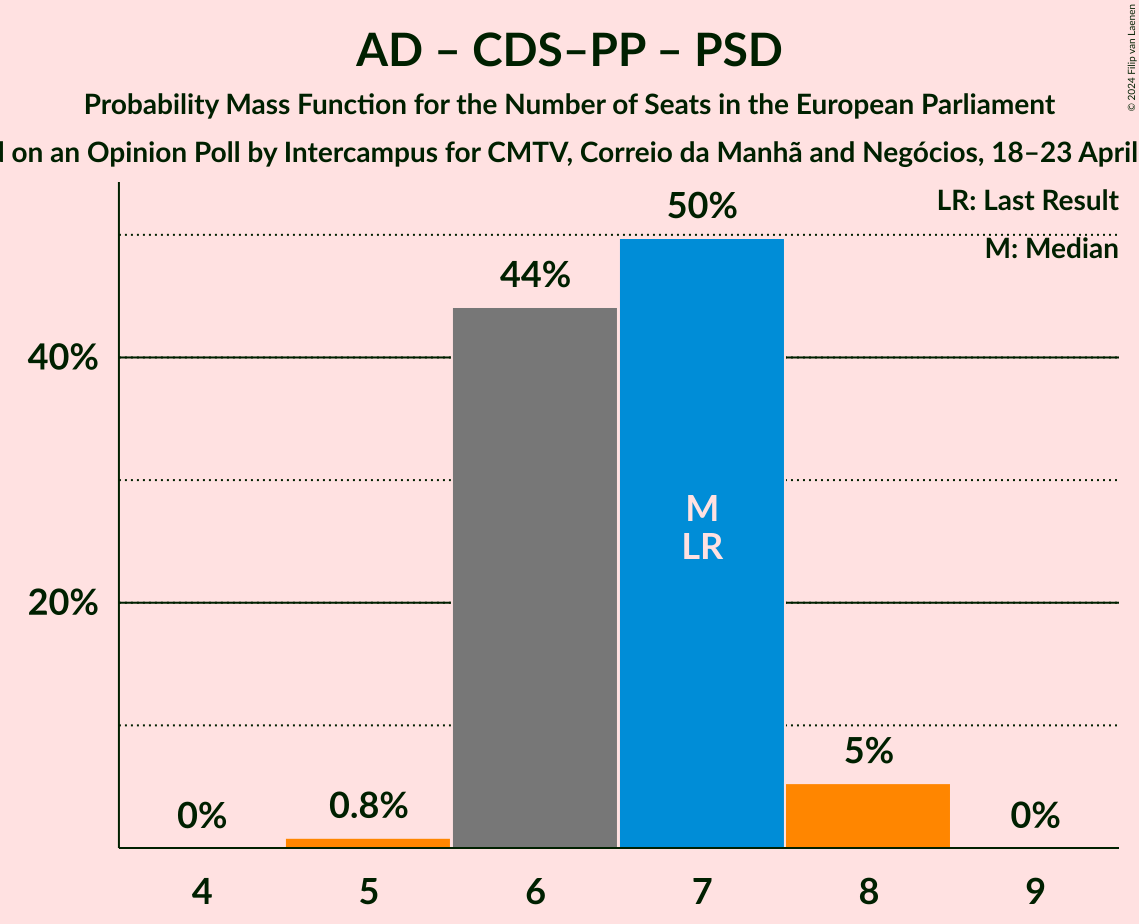 AD – CDS–PP – PSD
Probability Mass Function for the Number of Seats in the European Parliament
on an Opinion Poll by Intercampus for CMTV, Correio da Manhã and Negócios, 18–23 April
© 2024 Filip van Laenen
LR: Last Result
M: Median
50%
44%
40%
M
LR
20%
5%
0.8%
0%
0%
4
5
6
7
8
9